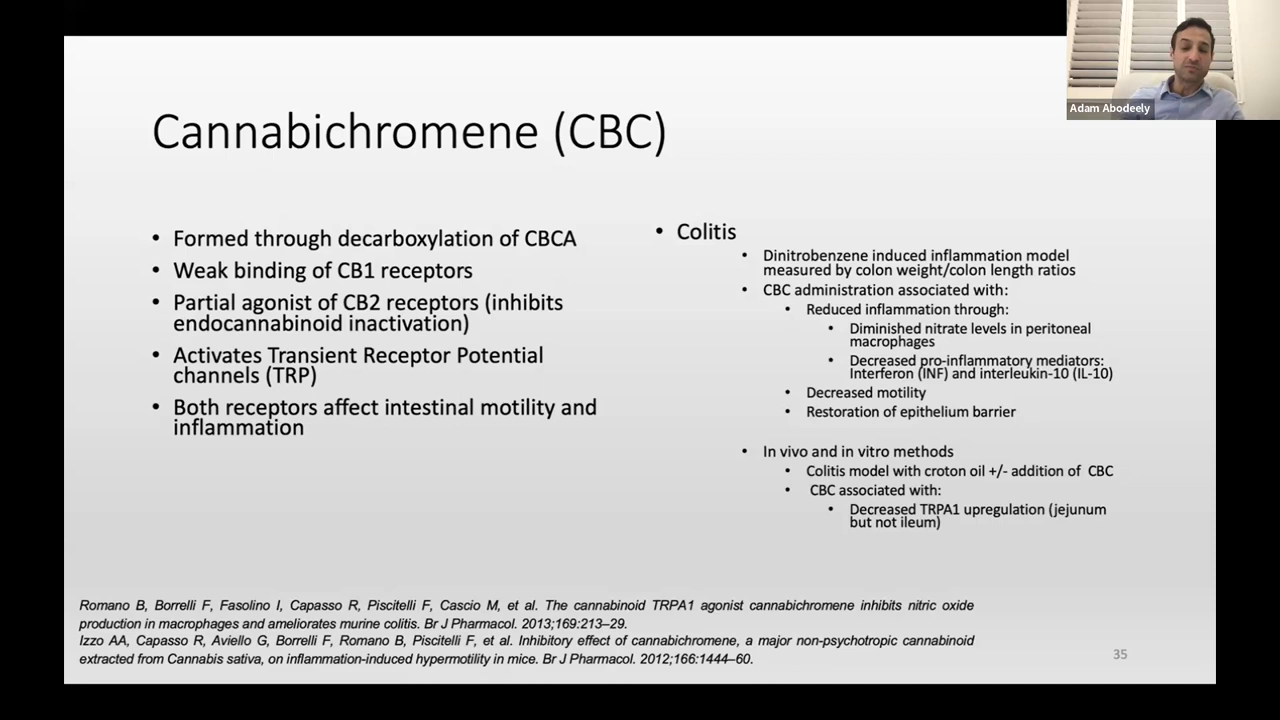 Adam Abodeely
Cannabichromene (CBC)
• Formed through decarboxylation of CBCA
• Weak binding of CB1 receptors
• Partial agonist of CB2 receptors (inhibits
endocannabinoid inactivation)
• Activates Transient Receptor Potential
channels (TRP)
• Both receptors affect intestinal motility and
inflammation
• Colitis
• Dinitrobenzene induced inflammation model
measured by colon weight/colon length ratios
• CBC administration associated with:
• Reduced inflammation through:
• Diminished nitrate levels in peritoneal
macrophages
• Decreased pro-inflammatory mediators:
Interferon (INF) and interleukin-10 (IL-10)
• Decreased motility
• Restoration of epithelium barrier
• In vivo and in vitro methods
• Colitis model with croton oil +/- addition of CBC
• CBC associated with:
• Decreased TRPA1 upregulation (jejunum
but not ileum)
Romano B, Borrelli F, Fasolino I, Capasso R, Piscitelli F, Cascio M, et al. The cannabinoid TRPA1 agonist cannabichromene inhibits nitric oxide
production in macrophages and ameliorates murine colitis. Br J Pharmacol. 2013;169:213–29.
Izzo AA, Capasso R, Aviello G, Borrelli F, Romano B, Piscitelli F, et al. Inhibitory effect of cannabichromene, a major non-psychotropic cannabinoid
extracted from Cannabis sativa, on inflammation-induced hypermotility in mice. Br J Pharmacol. 2012;166:1444–60.
35